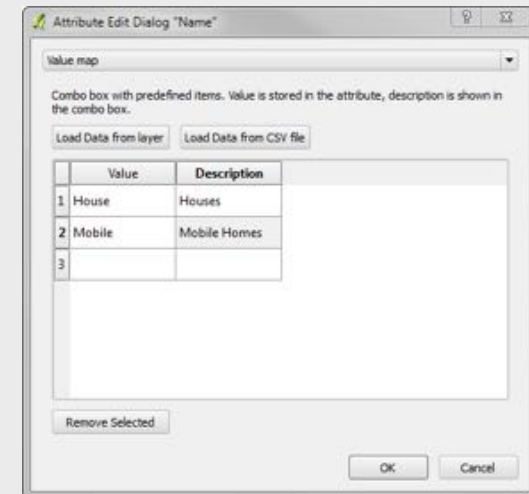 Attribute Edit Dialog "Name"
Value map
Combo box with predefined items. Value is stored in the attribute, description is shown in
the combo box.
Load Data from layer Load Data from CSV file
Value Description
1 House Houses
2 Mobile Mobile Homes
3
Remove Selected
OK Cancel